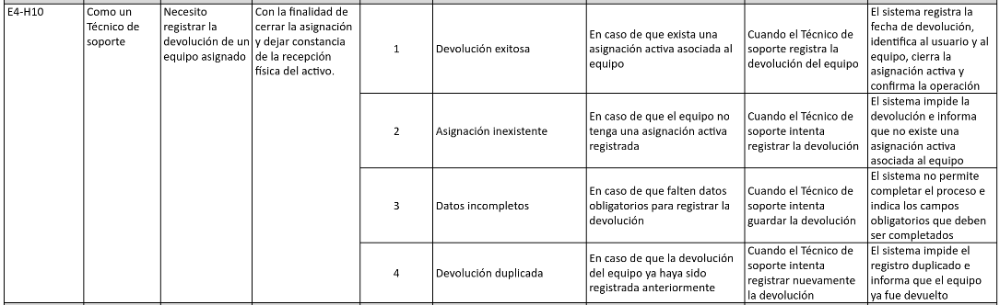 E4-H10
Como un
Técnico de
soporte
Necesito
registrar la
devolución de un
equipo asignado
Con la finalidad de
cerrar la asignación
y dejar constancia
de la recepción
física del activo.
1
Devolución exitosa
En caso de que exista una
asignación activa asociada al
equipo
Cuando el Técnico de
soporte registra la
devolución del equipo
El sistema registra la
fecha de devolución,
identifica al usuario y al
equipo, cierra la
asignación activa y
confirma la operación
2
Asignación inexistente
En caso de que el equipo no
tenga una asignación activa
registrada
Cuando el Técnico de
soporte intenta
registrar la devolución
El sistema impide la
devolución e informa
que no existe una
asignación activa
asociada al equipo
3
Datos incompletos
En caso de que falten datos
obligatorios para registrar la
devolución
Cuando el Técnico de
soporte intenta
guardar la devolución
El sistema no permite
completar el proceso e
indica los campos
obligatorios que deben
ser completados
4
Devolución duplicada
En caso de que la devolución
del equipo ya haya sido
registrada anteriormente
Cuando el Técnico de
soporte intenta
registrar nuevamente
la devolución
El sistema impide el
registro duplicado e
informa que el equipo
ya fue devuelto